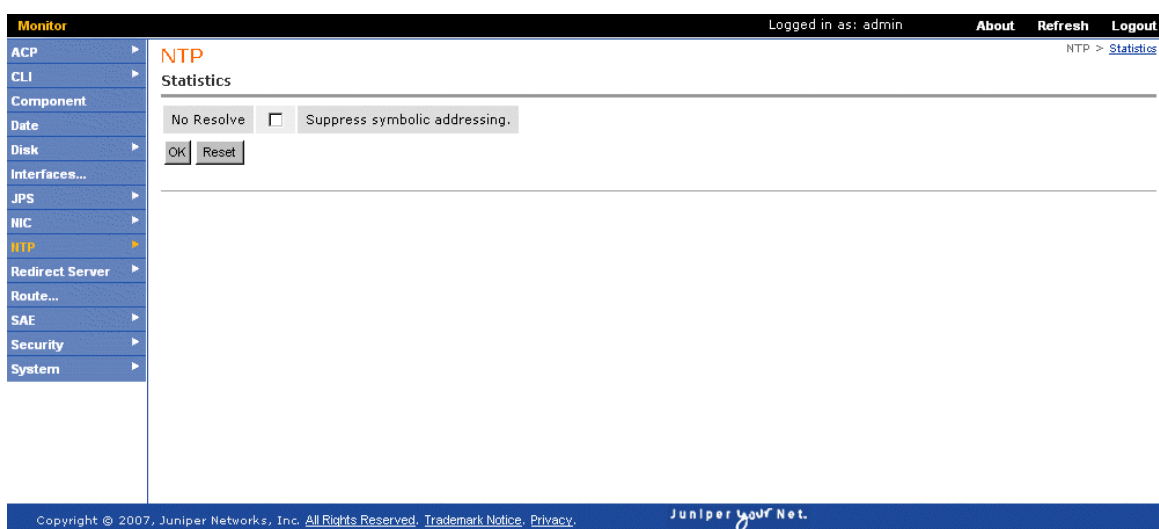 Monitor
Logged in as: admin
About Refresh Logout
ACP
CLI
Component
Date
Disk
Interfaces...
JPS
NIC
NTP
Redirect Server
Route...
SAE
Security
System
NTP > Statistics
NTP
Statistics
No Resolve Suppress symbolic addressing.
OK Reset
Copyright © 2007, Juniper Networks, Inc. All Rights Reserved. Trademark Notice. Privacy.
Juniper your Net.